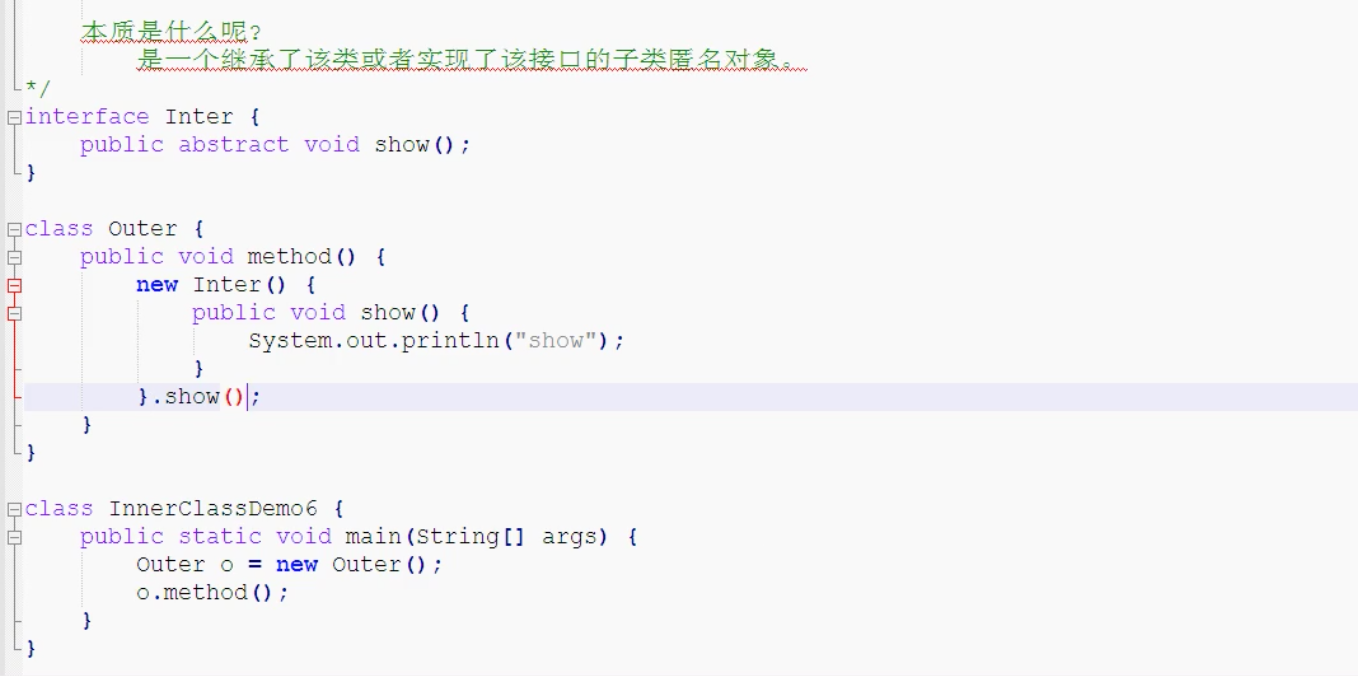 本质是什么呢?
是一个继承了该类或者实现了该接口的子类匿名对象。
*/
interface Inter {
public abstract void show();
}
class Outer {
public void method() {
new Inter() {
public void show() {
System.out.println("show");
}
}.show();
}
}
class InnerClassDemo6 {
public static void main(String[] args) {
Outer o = new Outer();
o.method();
}
}